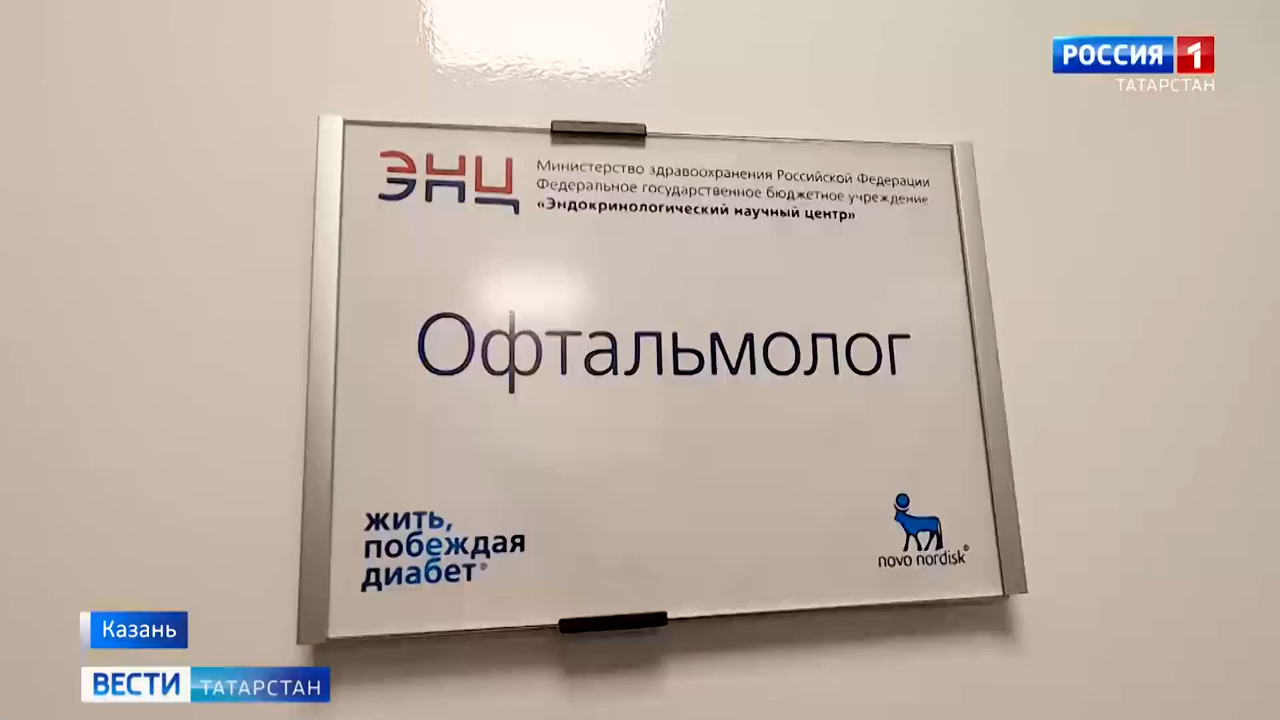 РОССИЯ 1
ТАТАРСТАН
ЭНЦ
Министерство здравоохранения Российской Федерации
Федеральное государственное бюджетное учреждение
«Эндокринологический научный центр»
Офтальмолог
жить,
побеждая
диабет®
novo nordisk®
Казань
ВЕСТИ ТАТАРСТАН